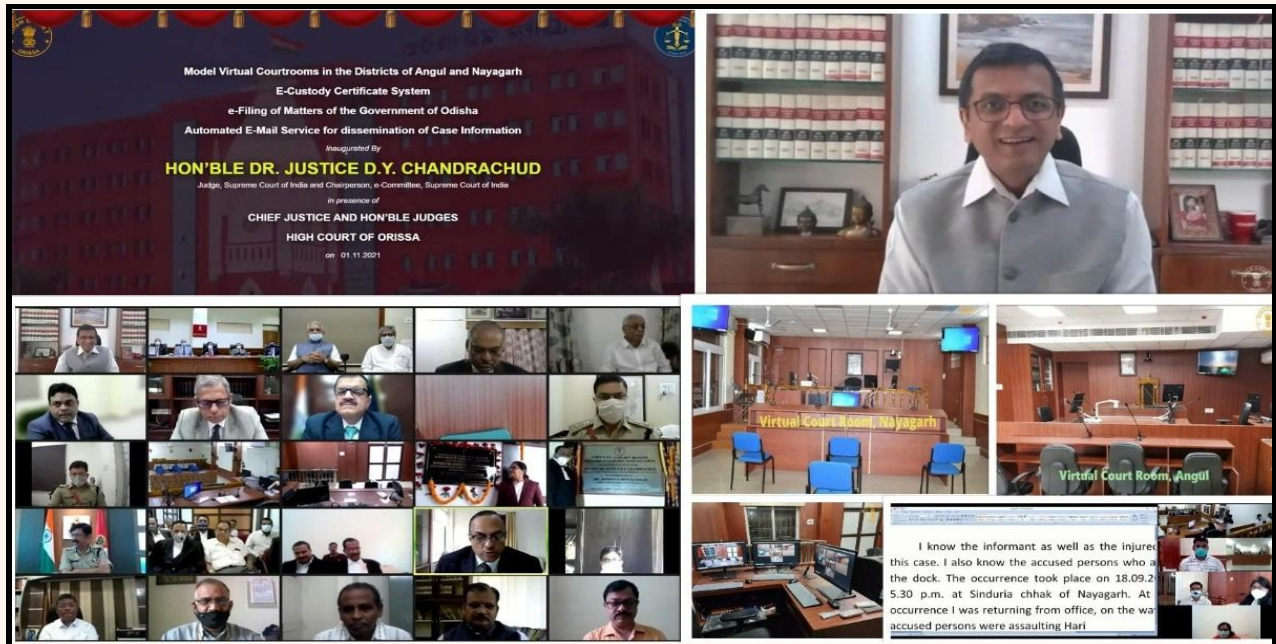 ORISSA
Model Virtual Courtrooms in the Districts of Angul and Nayagarh
E-Custody Certificate System
e-Filing of Matters of the Government of Odisha
Automated E-Mail Service for dissemination of Case Information
Inaugurated By
HON'BLE DR. JUSTICE D.Y. CHANDRACHUD
Judge, Supreme Court of India and Chairperson, e-Committee, Supreme Court of India
in presence of
CHIEF JUSTICE AND HON'BLE JUDGES
HIGH COURT OF ORISSA
on 01.11.2021
Virtual Court Room, Nayagarh
Virtual Court Room, Angul
I know the informant as well as the injured
this case. I also know the accused persons who a
the dock. The occurrence took place on 18.09.2
5.30 p.m. at Sinduria chhak of Nayagarh. At
occurrence I was returning from office, on the wa
accused persons were assaulting Hari